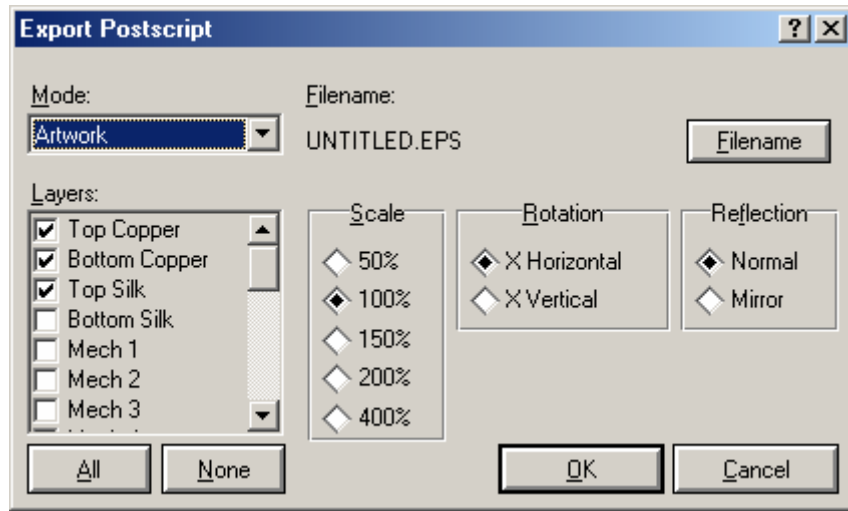 Export Postscript
Mode:
Artwork
Filename:
UNTITLED.EPS
Filename
Layers:
Top Copper
Bottom Copper
Top Silk
Bottom Silk
Mech 1
Mech 2
Mech 3
Scale
50%
100%
150%
200%
400%
Rotation
X Horizontal
X Vertical
Reflection
Normal
Mirror
All
None
OK
Cancel